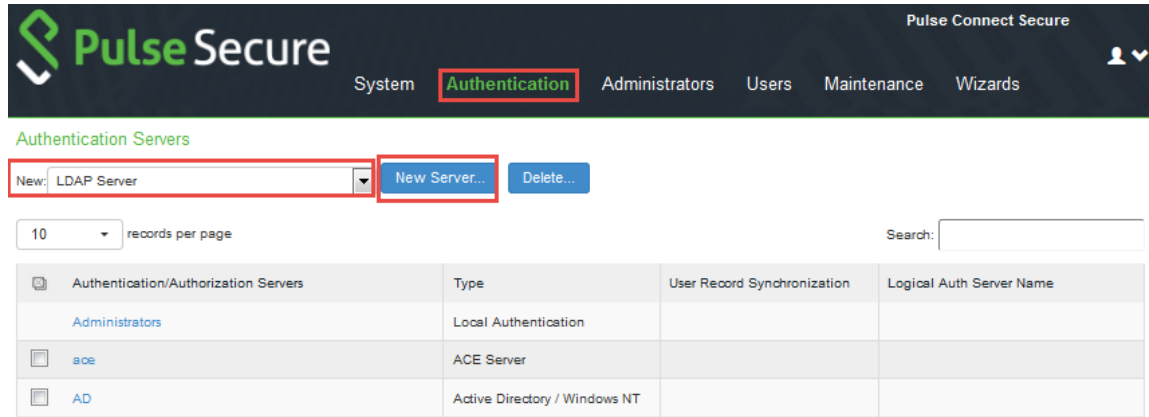 Pulse Connect Secure
Pulse Secure
System Authentication Administrators Users Maintenance Wizards
Authentication Servers
New: LDAP Server New Server... Delete...
10 records per page Search:
Authentication/Authorization Servers Type User Record Synchronization Logical Auth Server Name
Administrators Local Authentication
ace ACE Server
AD Active Directory / Windows NT